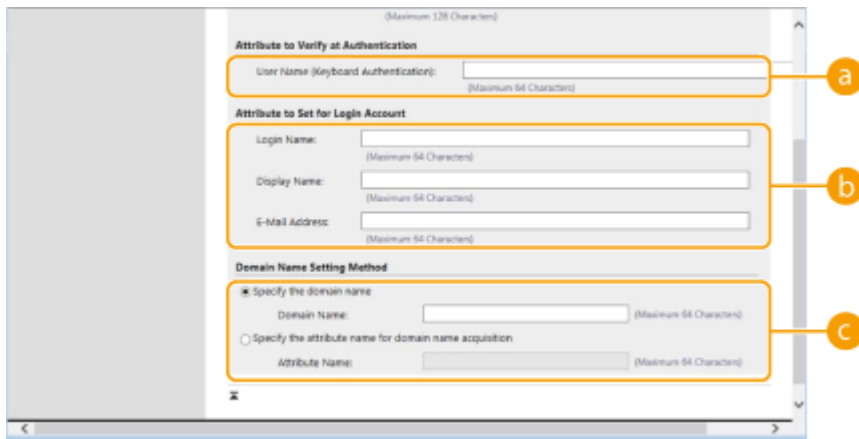 (Maximum 128 Characters)
Attribute to Verify at Authentication
User Name (Keyboard Authentication):
(Maximum 64 Characters)
a
Attribute to Set for Login Account
Login Name:
(Maximum 64 Characters)
Display Name:
(Maximum 64 Characters)
b
E-Mail Address:
(Maximum 64 Characters)
Domain Name Setting Method
Specify the domain name
Domain Name: (Maximum 64 Characters)
c
Specify the attribute name for domain name acquisition
Attribute Name: (Maximum 64 Characters)